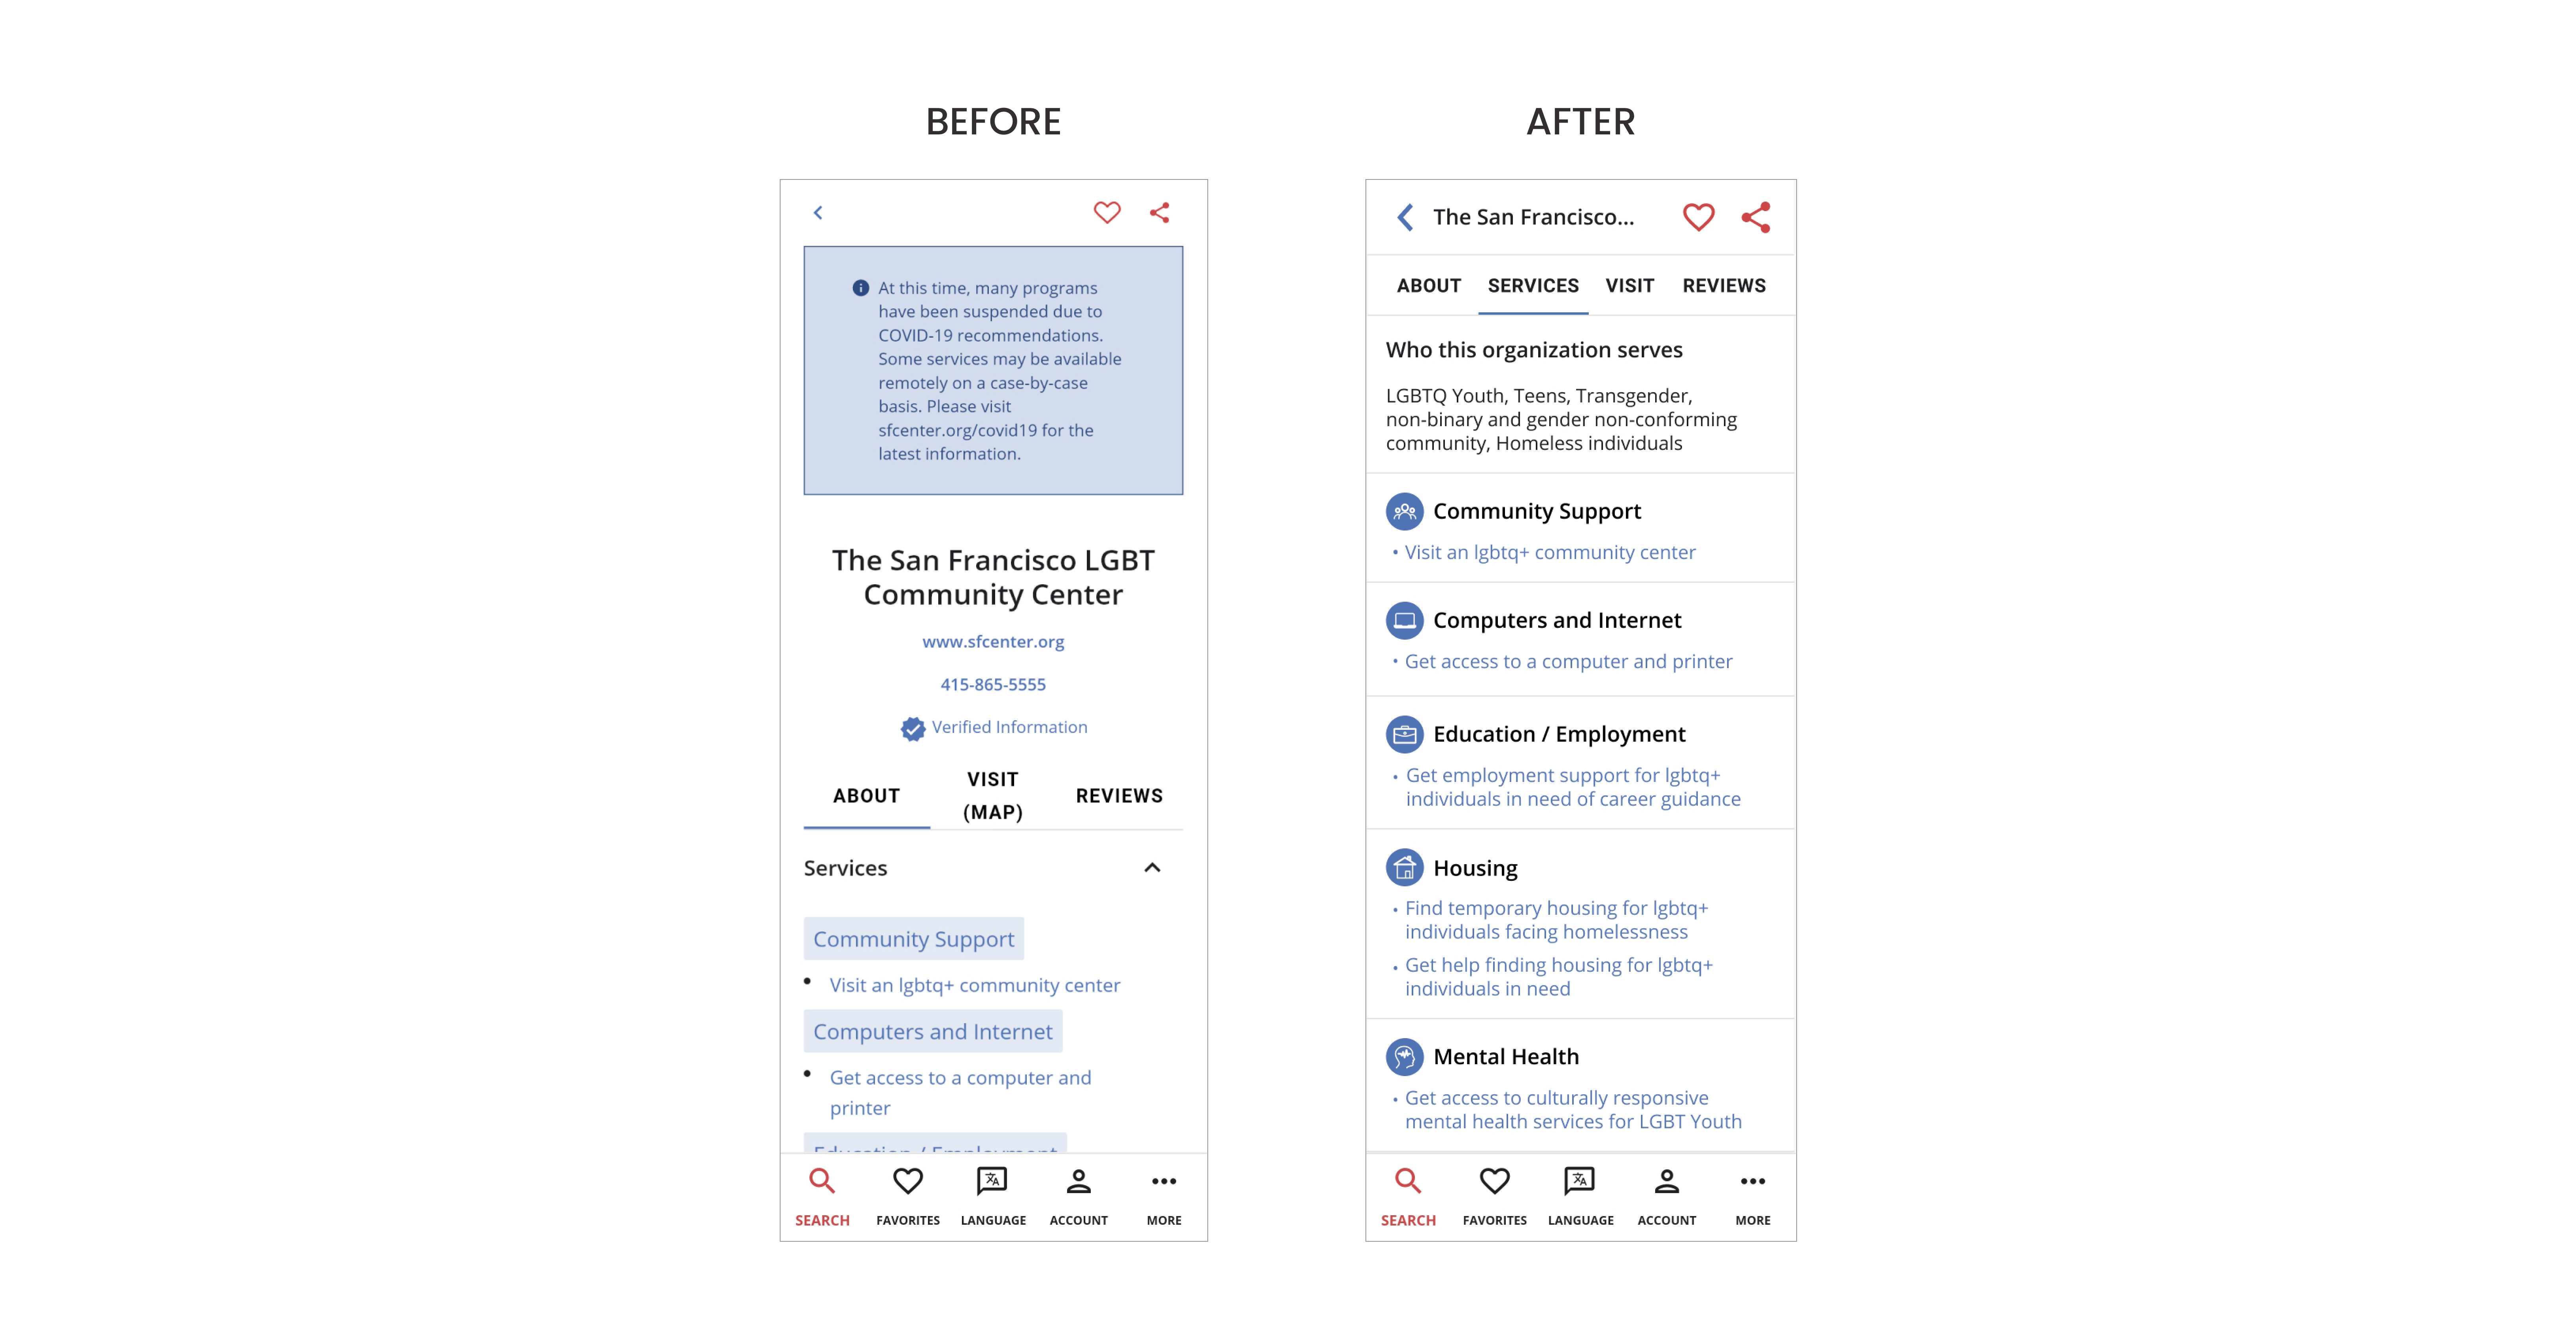 BEFORE
At this time, many programs
have been suspended due to
COVID-19 recommendations.
Some services may be available
remotely on a case-by-case
basis. Please visit
sfcenter.org/covid19 for the
latest information.
The San Francisco LGBT
Community Center
www.sfcenter.org
415-865-5555
Verified Information
ABOUT
VISIT
(MAP)
REVIEWS
Services
Community Support
• Visit an lgbtq+ community center
Computers and Internet
• Get access to a computer and
printer
Education / Employment
SEARCH
FAVORITES
LANGUAGE
ACCOUNT
MORE
AFTER
The San Francisco...
ABOUT
SERVICES
VISIT
REVIEWS
Who this organization serves
LGBTQ Youth, Teens, Transgender,
non-binary and gender non-conforming
community, Homeless individuals
Community Support
• Visit an lgbtq+ community center
Computers and Internet
• Get access to a computer and printer
Education / Employment
• Get employment support for lgbtq+
individuals in need of career guidance
Housing
• Find temporary housing for lgbtq+
individuals facing homelessness
• Get help finding housing for lgbtq+
individuals in need
Mental Health
• Get access to culturally responsive
mental health services for LGBT Youth
SEARCH
FAVORITES
LANGUAGE
ACCOUNT
MORE